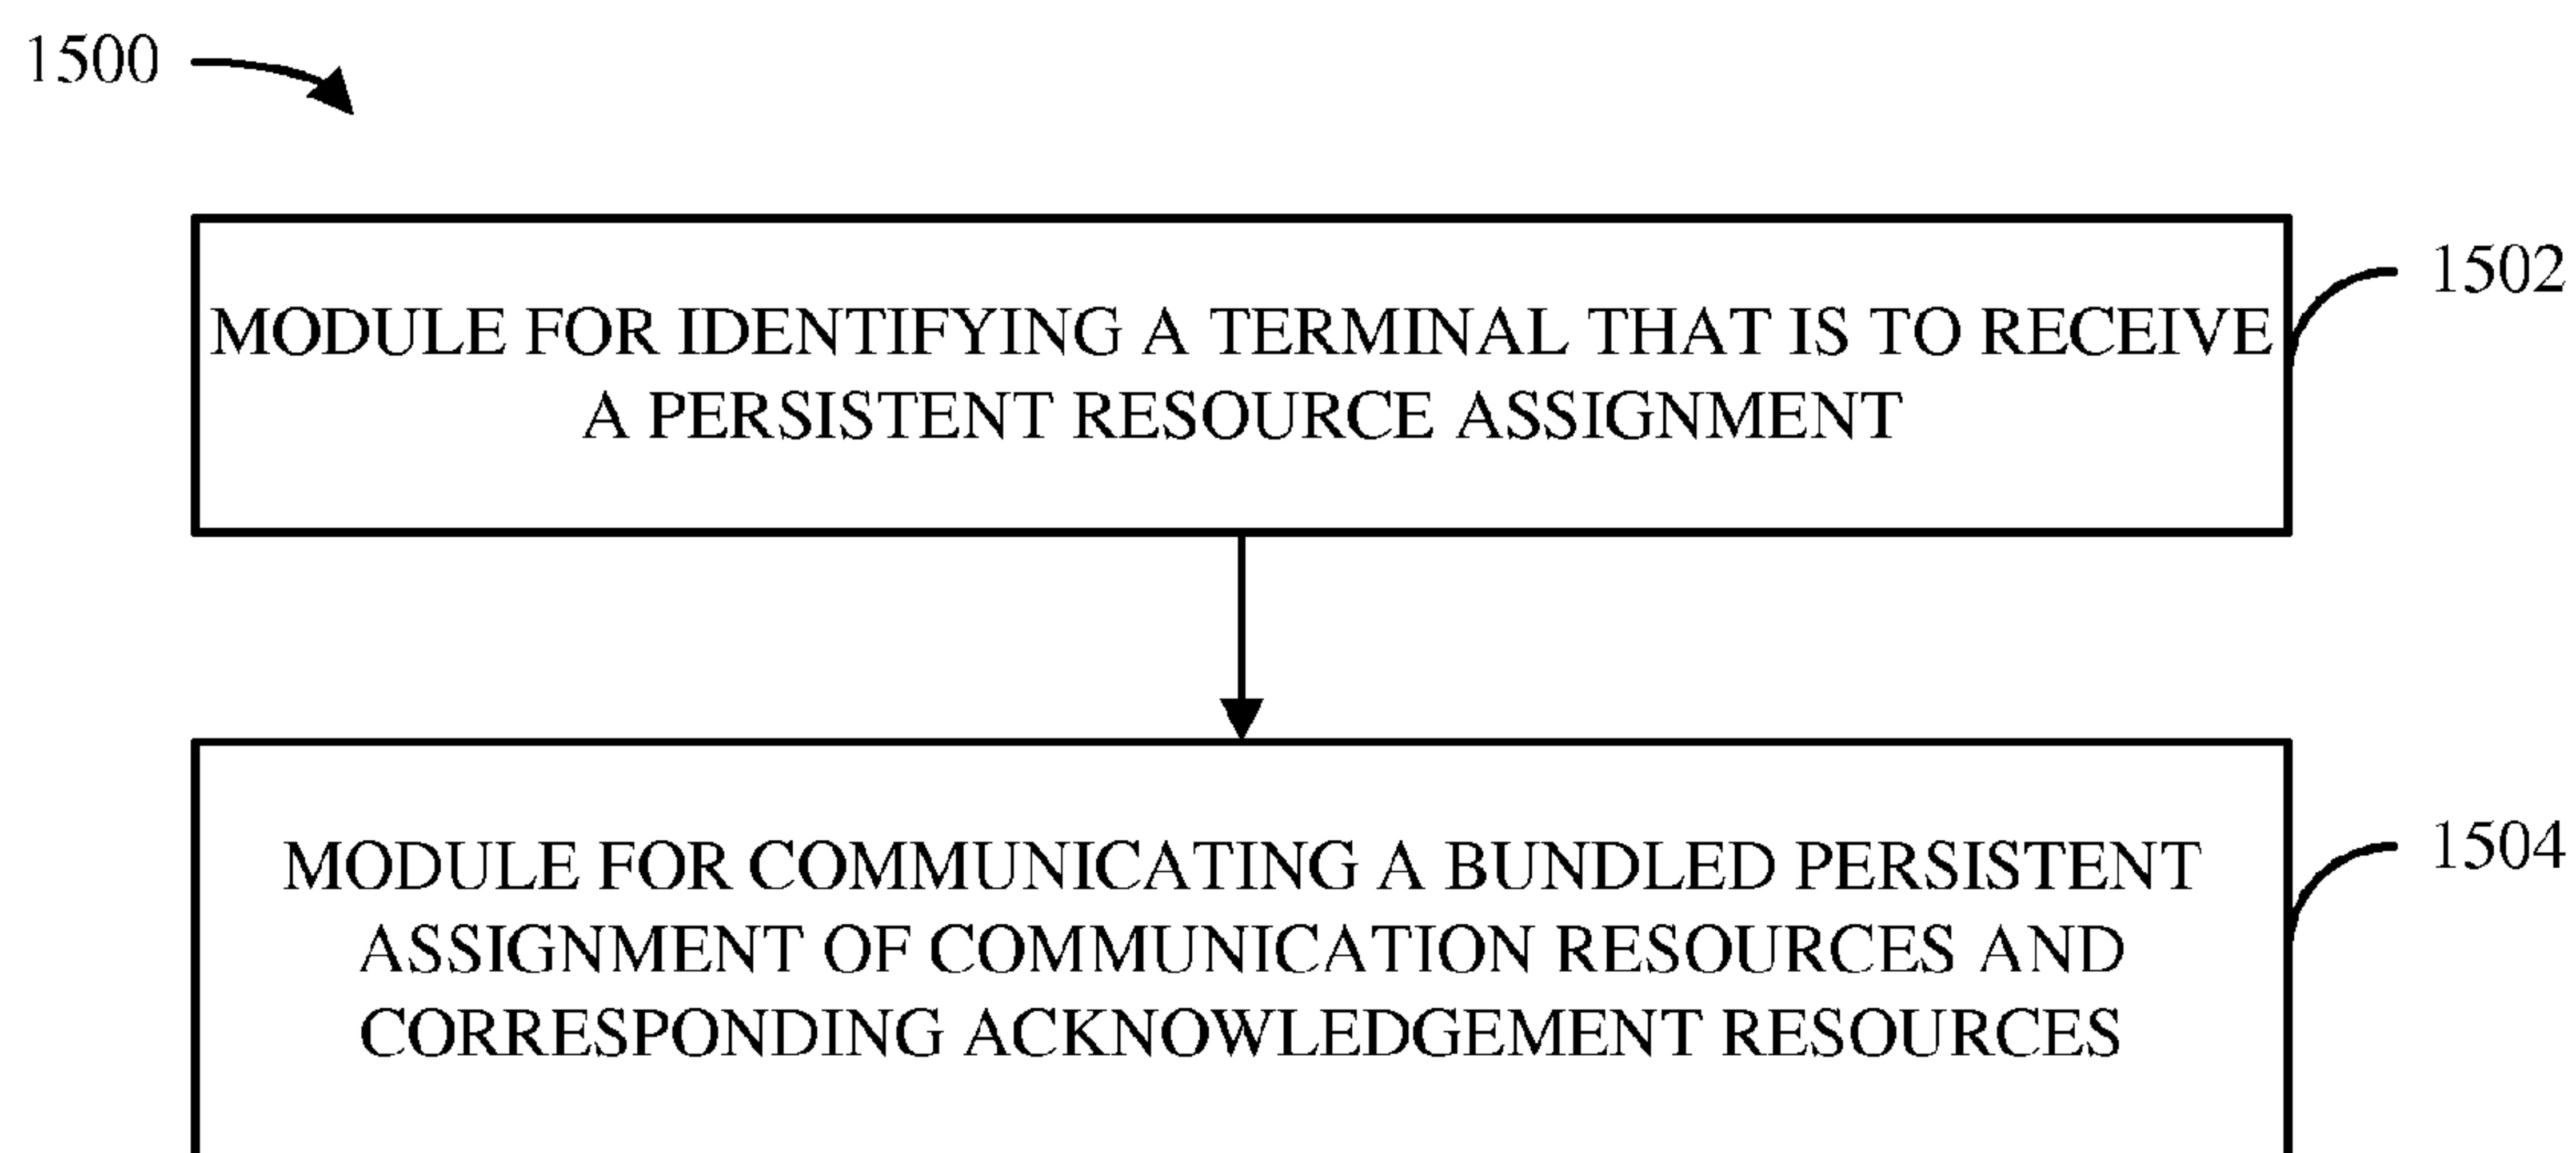 1500
1502
MODULE FOR IDENTIFYING A TERMINAL THAT IS TO RECEIVE
A PERSISTENT RESOURCE ASSIGNMENT
1504
MODULE FOR COMMUNICATING A BUNDLED PERSISTENT
ASSIGNMENT OF COMMUNICATION RESOURCES AND
CORRESPONDING ACKNOWLEDGEMENT RESOURCES